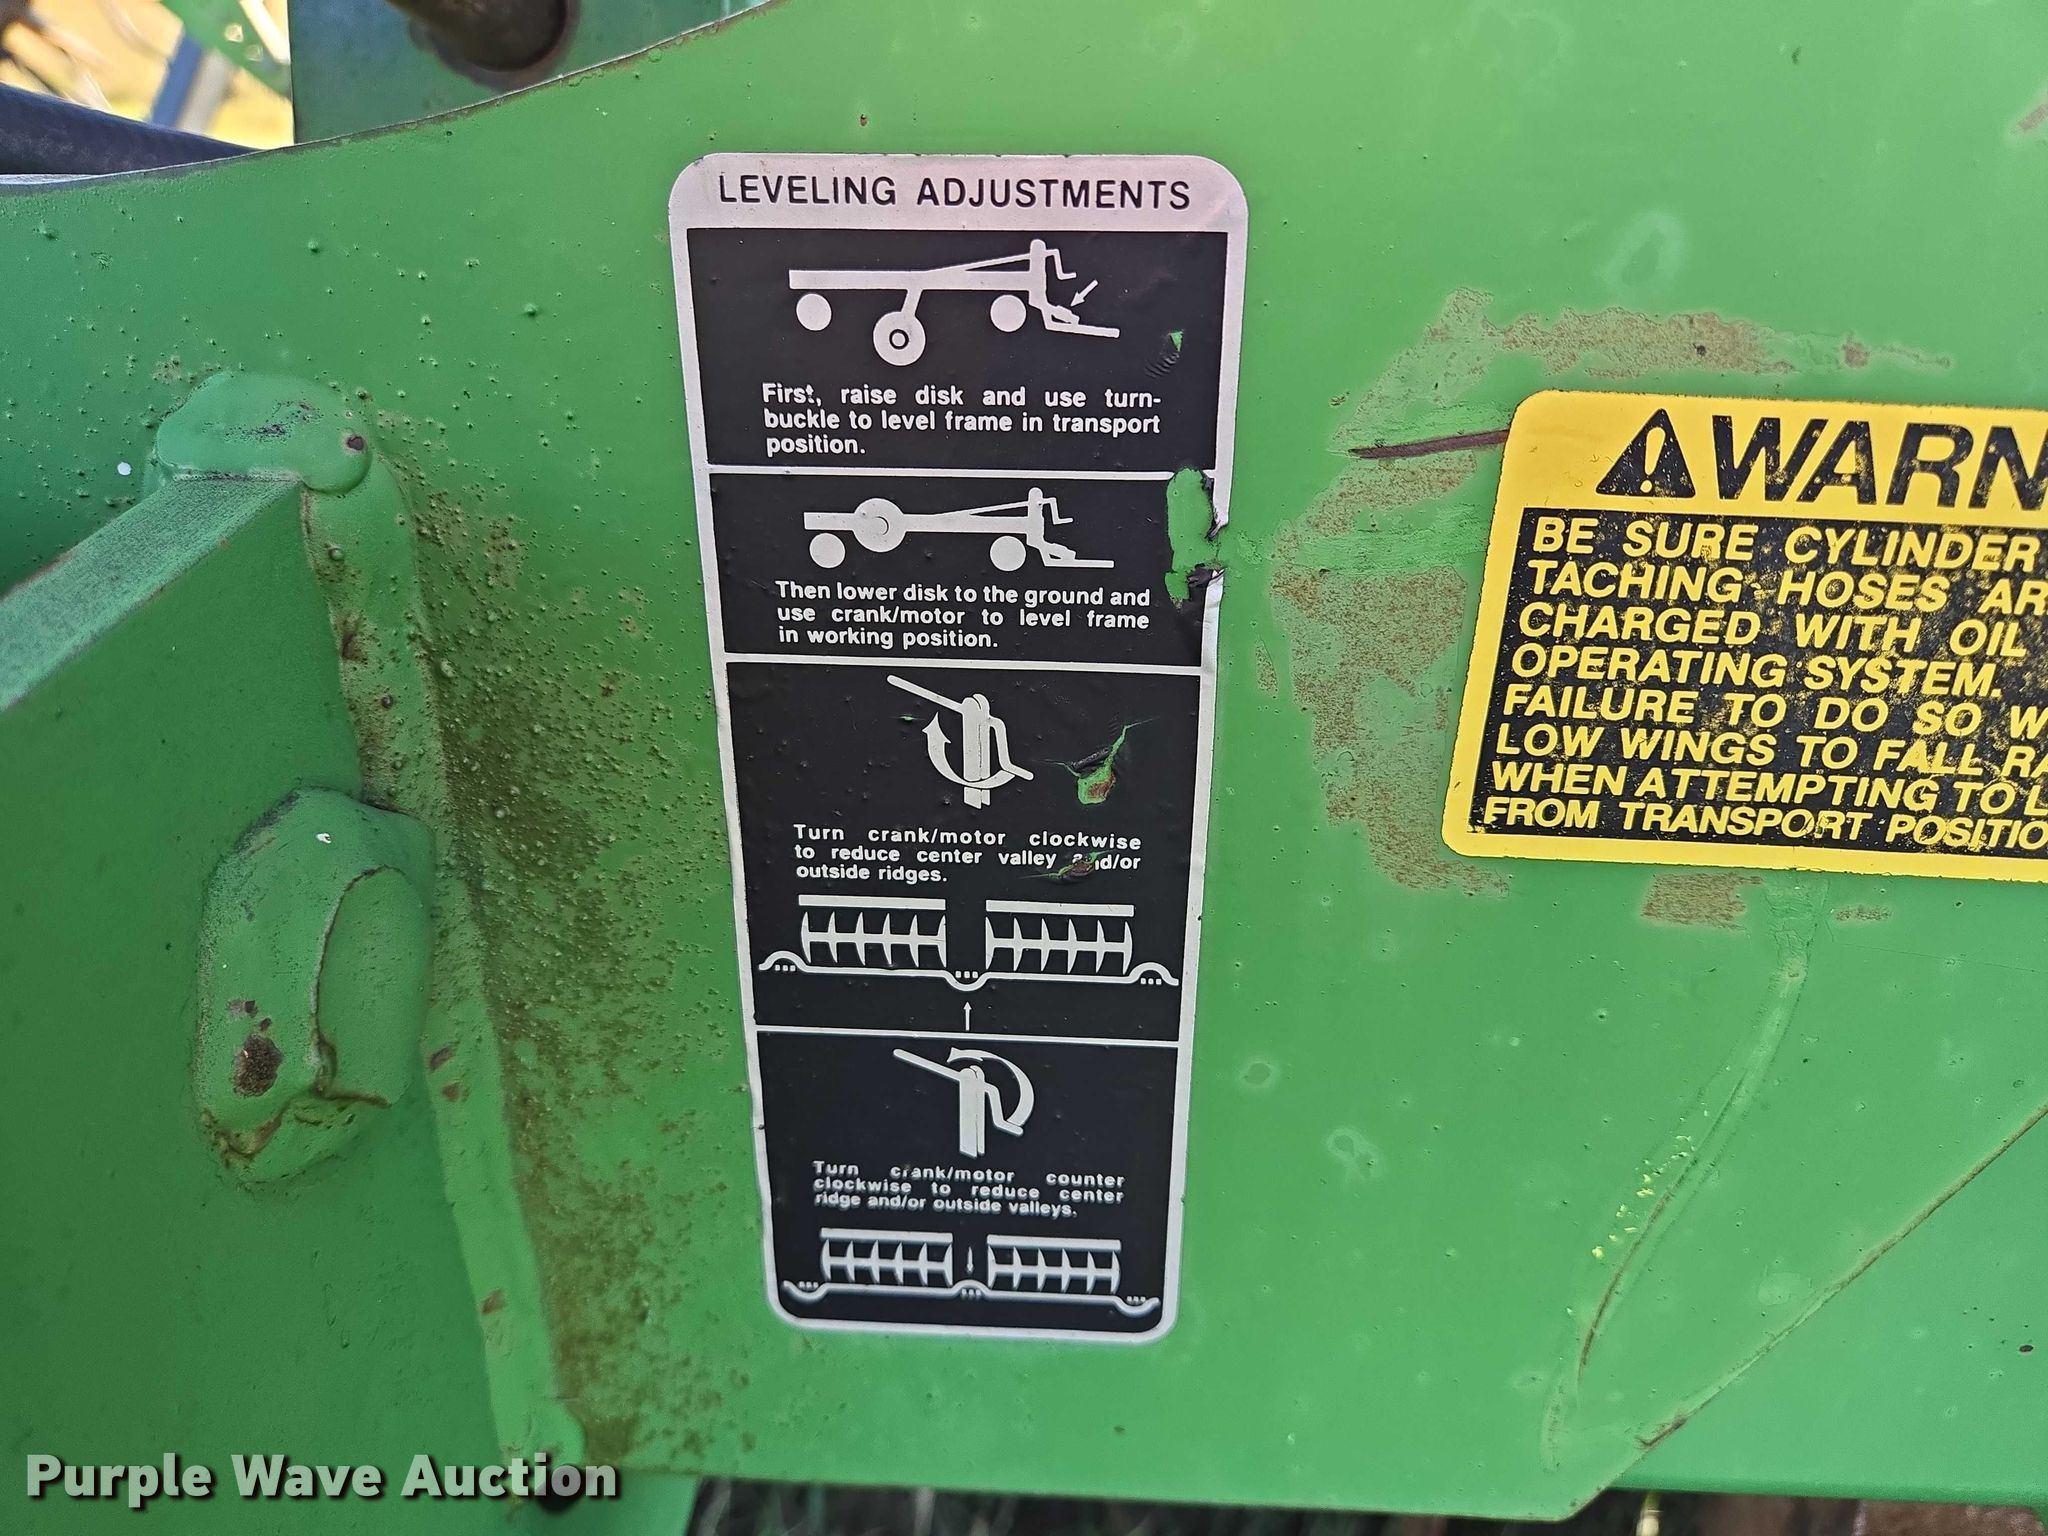 LEVELING ADJUSTMENTS
First, raise disk and use turn-
buckle to level frame in transport
position.
Then lower disk to the ground and
use crank/motor to level frame
in working position.
Turn crank/motor clockwise
to reduce center valley and/or
outside ridges.
Turn crank/motor counter
clockwise to reduce center
ridge and/or outside valleys.
WARN
BE SURE CYLINDER
TACHING HOSES AR
CHARGED WITH OIL
OPERATING SYSTEM.
FAILURE TO DO SO W
LOW WINGS TO FALL RA
WHEN ATTEMPTING TO L
FROM TRANSPORT POSITIO
Purple Wave Auction